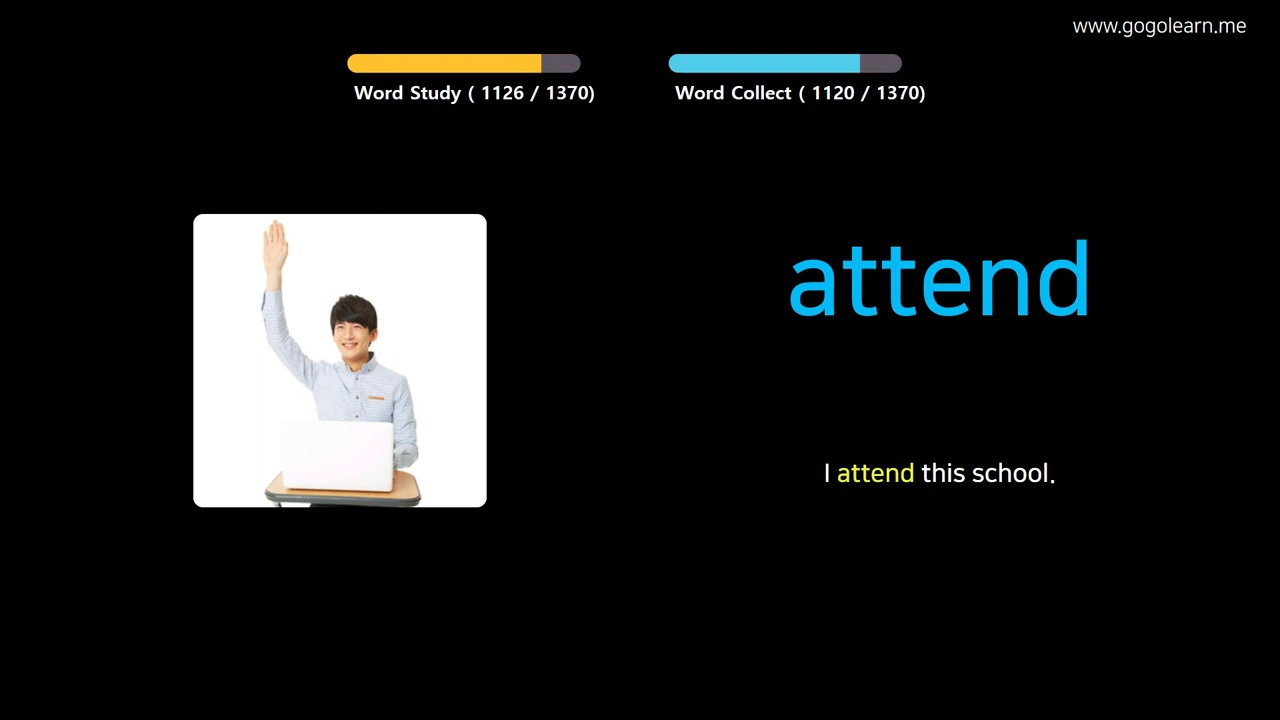 www.gogolearn.me
Word Study ( 1126 / 1370)
Word Collect ( 1120 / 1370)
attend
I attend this school.